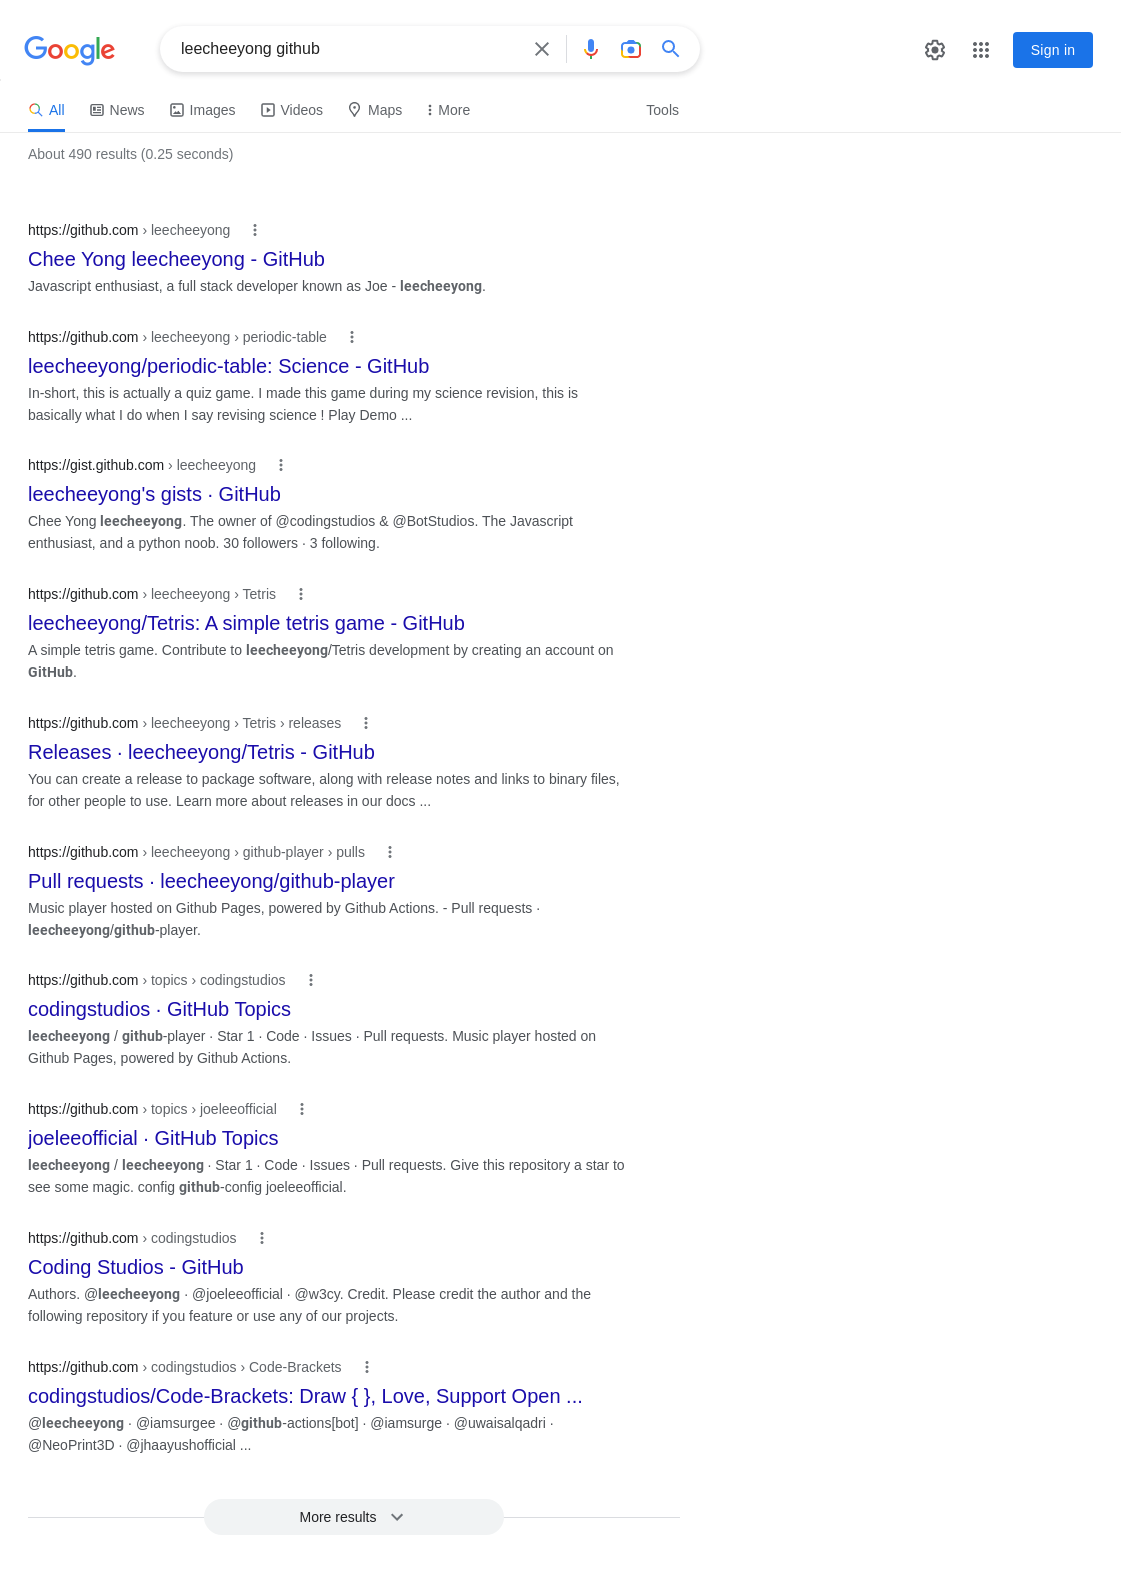 Google
leecheeyong github
Sign in
All News Images Videos Maps More Tools
About 490 results (0.25 seconds)
https://github.com › leecheeyong
Chee Yong leecheeyong - GitHub
Javascript enthusiast, a full stack developer known as Joe - leecheeyong.
https://github.com › leecheeyong › periodic-table
leecheeyong/periodic-table: Science - GitHub
In-short, this is actually a quiz game. I made this game during my science revision, this is
basically what I do when I say revising science ! Play Demo ...
https://gist.github.com › leecheeyong
leecheeyong's gists · GitHub
Chee Yong leecheeyong. The owner of @codingstudios & @BotStudios. The Javascript
enthusiast, and a python noob. 30 followers · 3 following.
https://github.com › leecheeyong › Tetris
leecheeyong/Tetris: A simple tetris game - GitHub
A simple tetris game. Contribute to leecheeyong/Tetris development by creating an account on
GitHub.
https://github.com › leecheeyong › Tetris › releases
Releases · leecheeyong/Tetris - GitHub
You can create a release to package software, along with release notes and links to binary files,
for other people to use. Learn more about releases in our docs ...
https://github.com › leecheeyong › github-player › pulls
Pull requests · leecheeyong/github-player
Music player hosted on Github Pages, powered by Github Actions. - Pull requests ·
leecheeyong/github-player.
https://github.com › topics › codingstudios
codingstudios · GitHub Topics
leecheeyong / github-player · Star 1 · Code · Issues · Pull requests. Music player hosted on
Github Pages, powered by Github Actions.
https://github.com › topics › joeleeofficial
joeleeofficial · GitHub Topics
leecheeyong / leecheeyong · Star 1 · Code · Issues · Pull requests. Give this repository a star to
see some magic. config github-config joeleeofficial.
https://github.com › codingstudios
Coding Studios - GitHub
Authors. @leecheeyong · @joeleeofficial · @w3cy. Credit. Please credit the author and the
following repository if you feature or use any of our projects.
https://github.com › codingstudios › Code-Brackets
codingstudios/Code-Brackets: Draw { }, Love, Support Open ...
@leecheeyong · @iamsurgee · @github-actions[bot] · @iamsurge · @uwaisalqadri ·
@NeoPrint3D · @jhaayushofficial ...
More results